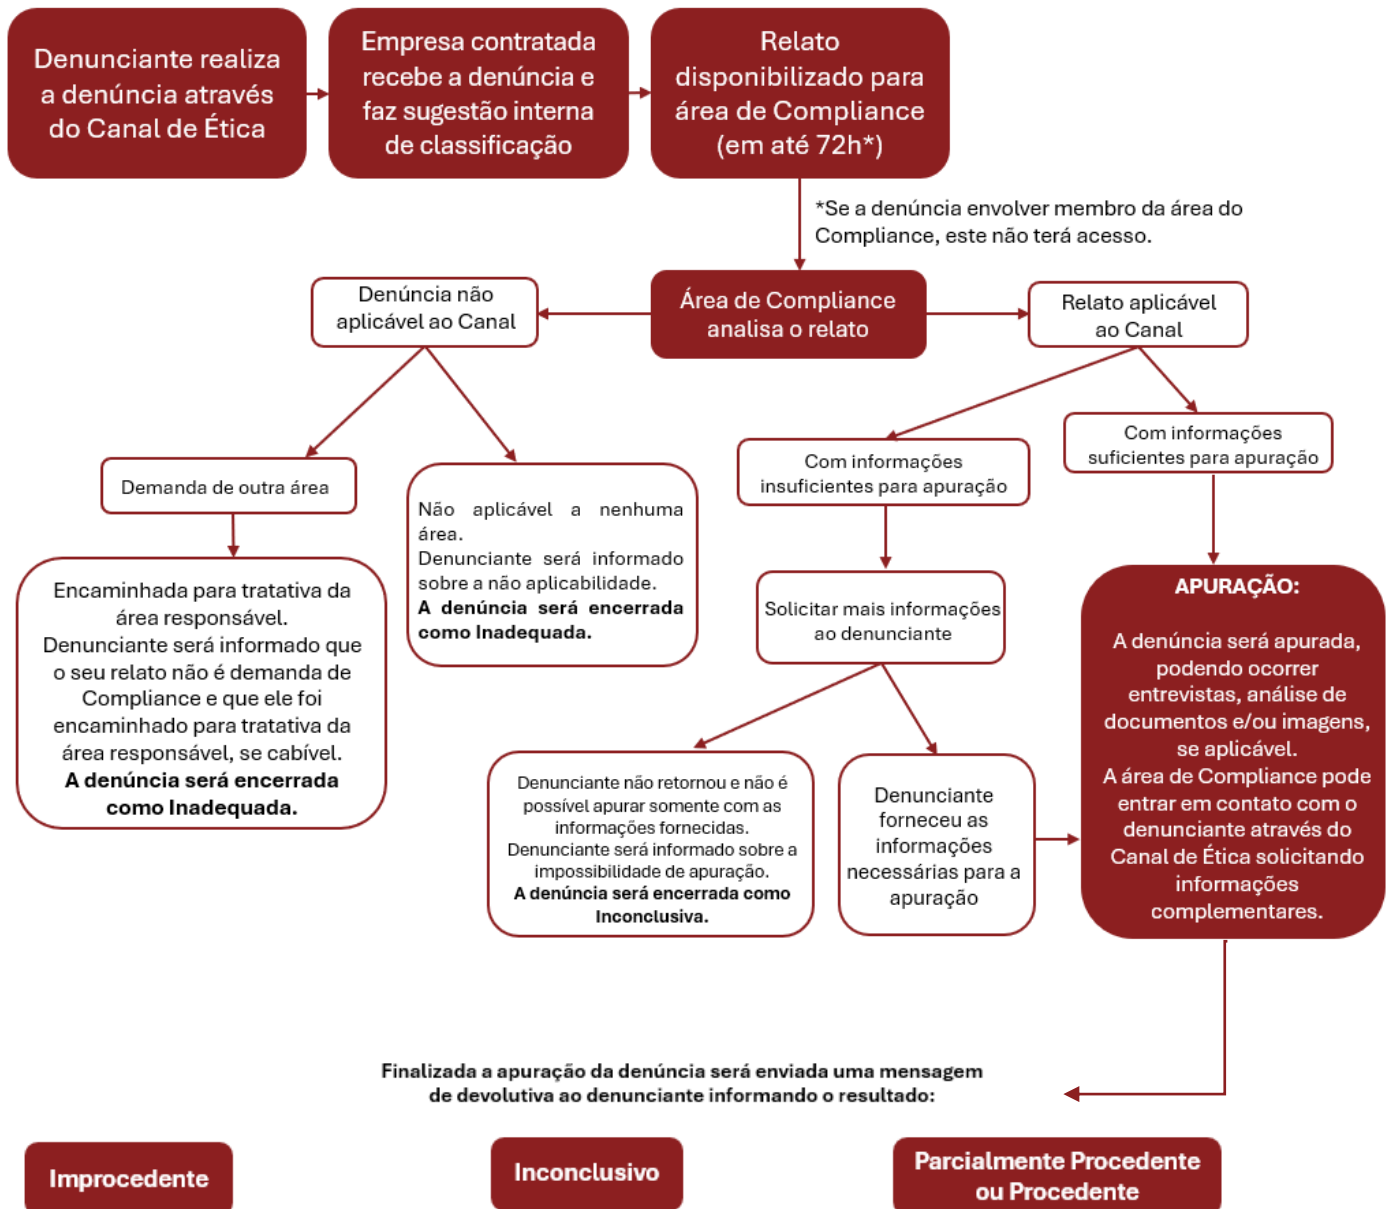 Denunciante realiza
a denúncia através
do Canal de Ética
Empresa contratada
recebe a denúncia e
faz sugestão interna
de classificação
Relato
disponibilizado para
área de Compliance
(em até 72h*)
*Se a denúncia envolver membro da área do
Compliance, este não terá acesso.
Denúncia não
aplicável ao Canal
Área de Compliance
analisa o relato
Relato aplicável
ao Canal
Demanda de outra área
Não aplicável a nenhuma
área.
Denunciante será informado
sobre a não aplicabilidade.
A denúncia será encerrada
como Inadequada.
Com informações
insuficientes para apuração
Com informações
suficientes para apuração
Encaminhada para tratativa da
área responsável.
Denunciante será informado que
o seu relato não é demanda de
Compliance e que ele foi
encaminhado para tratativa da
área responsável, se cabível.
A denúncia será encerrada
como Inadequada.
Solicitar mais informações
ao denunciante
APURAÇÃO:
A denúncia será apurada,
podendo ocorrer
entrevistas, análise de
documentos e/ou imagens,
se aplicável.
A área de Compliance pode
entrar em contato com o
denunciante através do
Canal de Ética solicitando
informações
complementares.
Denunciante não retornou e não é
possível apurar somente com as
informações fornecidas.
Denunciante será informado sobre a
impossibilidade de apuração.
A denúncia será encerrada como
Inconclusiva.
Denunciante
forneceu as
informações
necessárias para a
apuração
Finalizada a apuração da denúncia será enviada uma mensagem
de devolutiva ao denunciante informando o resultado:
Improcedente
Inconclusivo
Parcialmente Procedente
ou Procedente